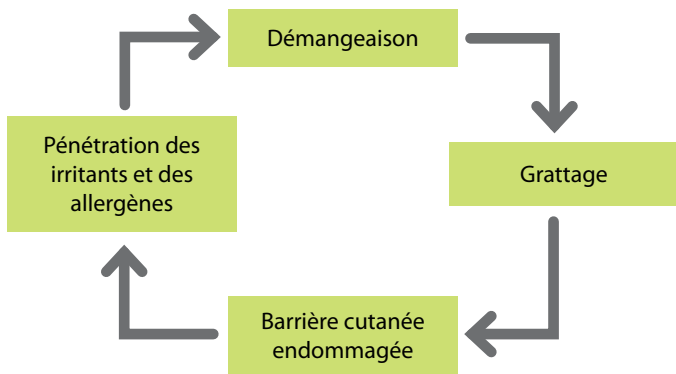 Démangeaison
Grattage
Barrière cutanée
endommagée
Pénétration des
irritants et des
allergènes